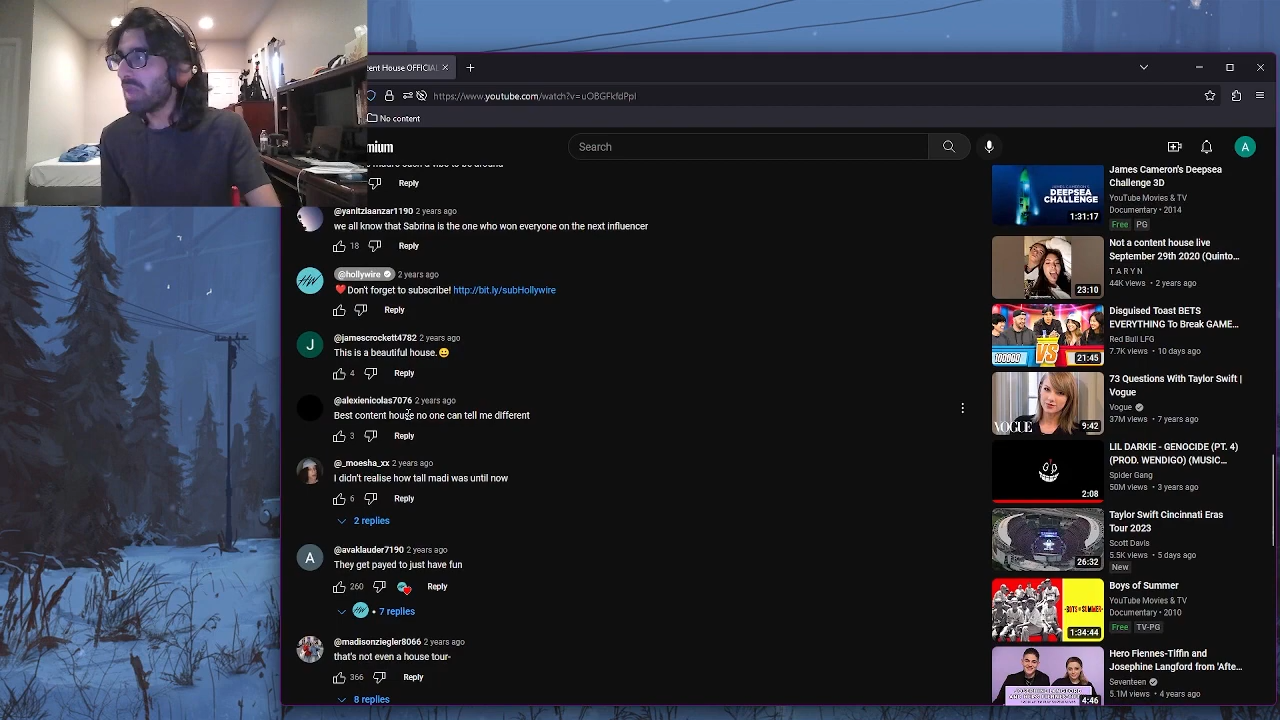 tent House OFFICIAL
https://www.youtube.com/watch?v=uOBGFkfdPpI
No content
mium
Search
A
Reply
@yanitziaanzar1190 2 years ago
we all know that Sabrina is the one who won everyone on the next influencer
18 Reply
@hollywire 2 years ago
❤️Don't forget to subscribe! http://bit.ly/subHollywire
Reply
J
@jamescrockett4782 2 years ago
This is a beautiful house.😀
4 Reply
@alexienicolas7076 2 years ago
Best content house no one can tell me different
3 Reply
@_moesha_xx 2 years ago
I didn't realise how tall madi was until now
6 Reply
2 replies
A
@avaklauder7190 2 years ago
They get payed to just have fun
260 Reply
HW • 7 replies
@madisonziegler8066 2 years ago
that's not even a house tour-
366 Reply
8 replies
DEEPSEA
CHALLENGE
1:31:17
James Cameron's Deepsea
Challenge 3D
YouTube Movies & TV
Documentary • 2014
Free PG
23:10
Not a content house live
September 29th 2020 (Quinto...
T A R Y N
44K views • 2 years ago
VS
21:45
Disguised Toast BETS
EVERYTHING To Break GAME...
Red Bull LFG
7.7K views • 10 days ago
VOGUE
9:42
73 Questions With Taylor Swift |
Vogue
Vogue
37M views • 7 years ago
2:08
LIL DARKIE - GENOCIDE (PT. 4)
(PROD. WENDIGO) (MUSIC...
Spider Gang
50M views • 3 years ago
26:32
Taylor Swift Cincinnati Eras
Tour 2023
Scott Davis
5.5K views • 5 days ago
New
BOYS OF SUMMER
1:34:44
Boys of Summer
YouTube Movies & TV
Documentary • 2010
Free TV-PG
4:46
Hero Fiennes-Tiffin and
Josephine Langford from 'Afte...
Seventeen
5.1M views • 4 years ago